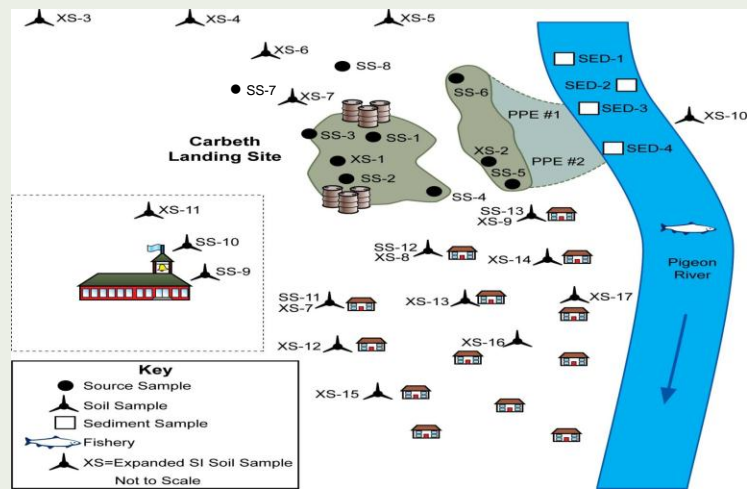 XS-3
XS-4
XS-5
XS-6
SS-8
SS-7
XS-7
SS-6
SED-1
SED-2
SED-3
SED-4
XS-10
PPE #1
PPE #2
Carbeth
Landing Site
SS-3
SS-1
XS-1
SS-2
SS-4
XS-2
SS-5
XS-11
SS-10
SS-9
SS-13
XS-9
SS-12
XS-8
XS-14
Pigeon
River
SS-11
XS-7
XS-13
XS-17
XS-12
XS-16
XS-15
Key
Source Sample
Soil Sample
Sediment Sample
Fishery
XS=Expanded SI Soil Sample
Not to Scale